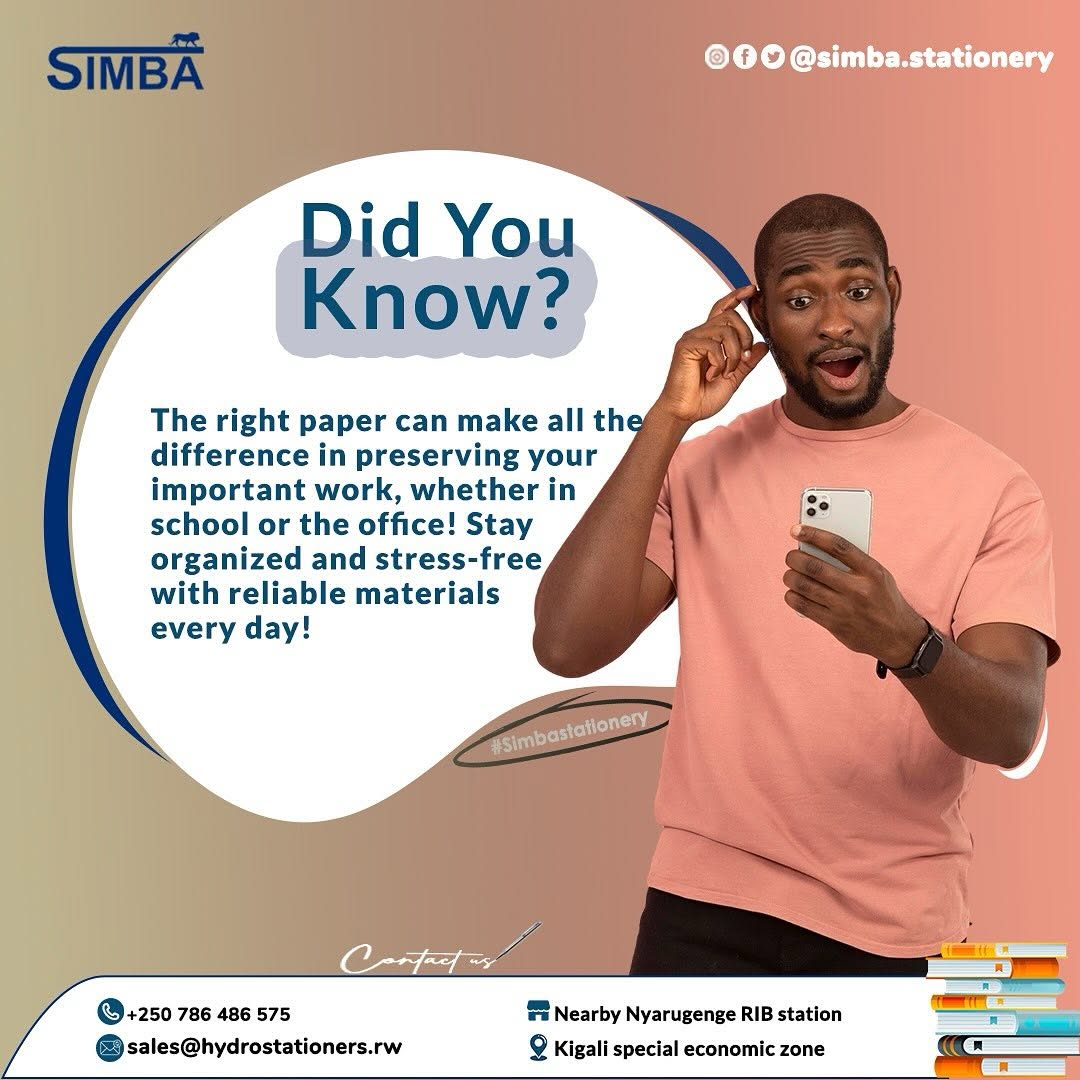 SIMBA
@simba.stationery
Did You
Know?
The right paper can make all the
difference in preserving your
important work, whether in
school or the office! Stay
organized and stress-free
with reliable materials
every day!
#Simbastationery
Contact us
+250 786 486 575
sales@hydrostationers.rw
Nearby Nyarugenge RIB station
Kigali special economic zone